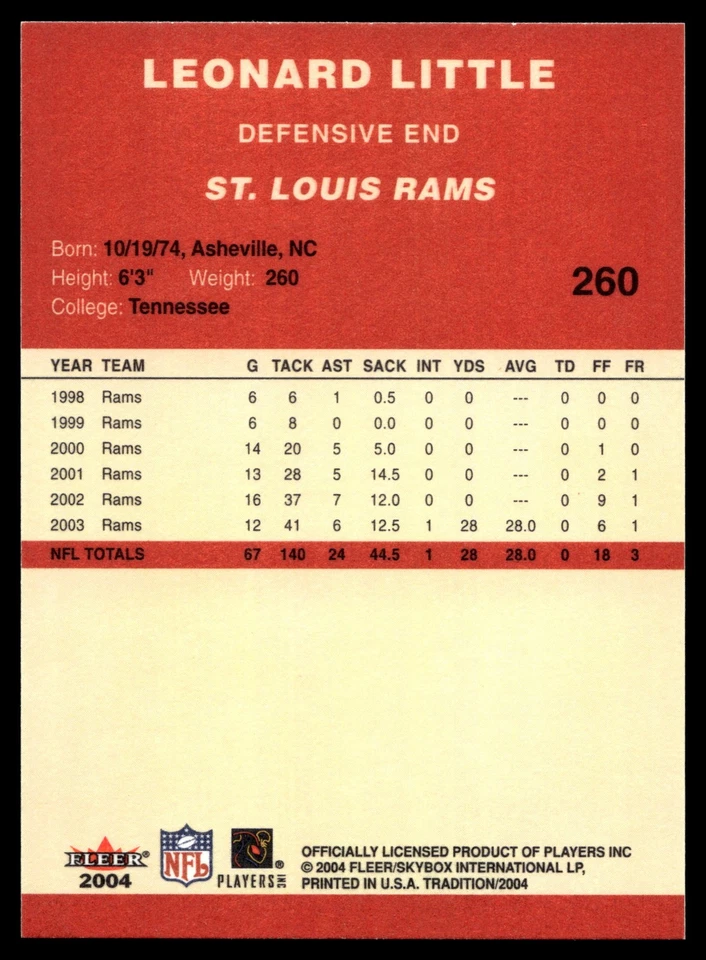 LEONARD LITTLE
DEFENSIVE END
ST. LOUIS RAMS
Born: 10/19/74, Asheville, NC
Height: 6'3" Weight: 260
260
College: Tennessee
YEAR TEAM G TACK AST SACK INT YDS AVG TD FF FR
1998 Rams 6 6 1 0.5 0 0 --- 0 0 0
1999 Rams 6 8 0 0.0 0 0 --- 0 0 0
2000 Rams 14 20 5 5.0 0 0 --- 0 1 0
2001 Rams 13 28 5 14.5 0 0 --- 0 2 1
2002 Rams 16 37 7 12.0 0 0 --- 0 9 1
2003 Rams 12 41 6 12.5 1 28 28.0 0 6 1
NFL TOTALS 67 140 24 44.5 1 28 28.0 0 18 3
FLEER®
2004
NFL
PLAYERS INC®
OFFICIALLY LICENSED PRODUCT OF PLAYERS INC
© 2004 FLEER/SKYBOX INTERNATIONAL LP,
PRINTED IN U.S.A. TRADITION/2004